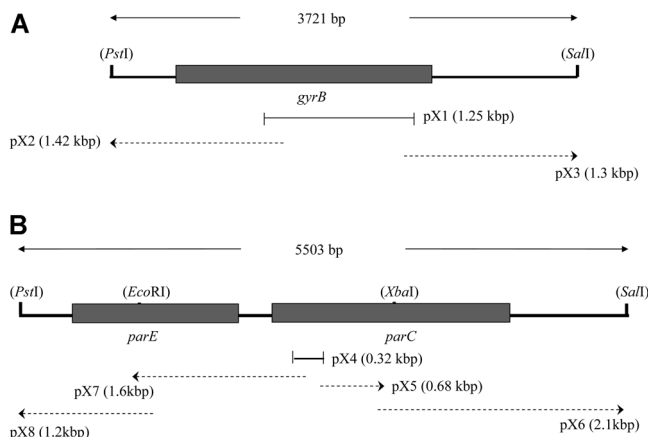 A
3721 bp
(PstI)
(SalI)
gyrB
pX1 (1.25 kbp)
pX2 (1.42 kbp)
pX3 (1.3 kbp)
B
5503 bp
(PstI)
(EcoRI)
(XbaI)
(SalI)
parE
parC
pX4 (0.32 kbp)
pX7 (1.6kbp)
pX5 (0.68 kbp)
pX8 (1.2kbp)
pX6 (2.1kbp)